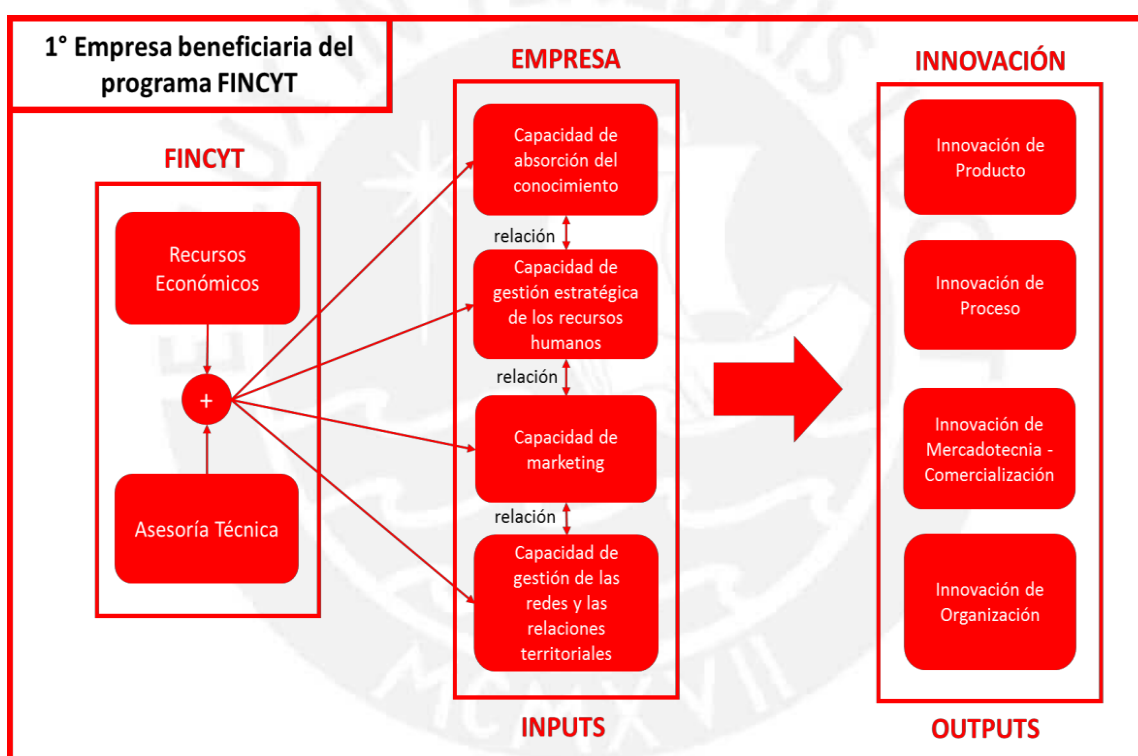 1° Empresa beneficiaria del
programa FINCYT
FINCYT
Recursos
Económicos
+
Asesoría Técnica
EMPRESA
Capacidad de
absorción del
conocimiento
relación
Capacidad de
gestión estratégica
de los recursos
humanos
relación
Capacidad de
marketing
relación
Capacidad de
gestión de las
redes y las
relaciones
territoriales
INPUTS
INNOVACIÓN
Innovación de
Producto
Innovación de
Proceso
Innovación de
Mercadotecnia -
Comercialización
Innovación de
Organización
OUTPUTS
MCMXVII